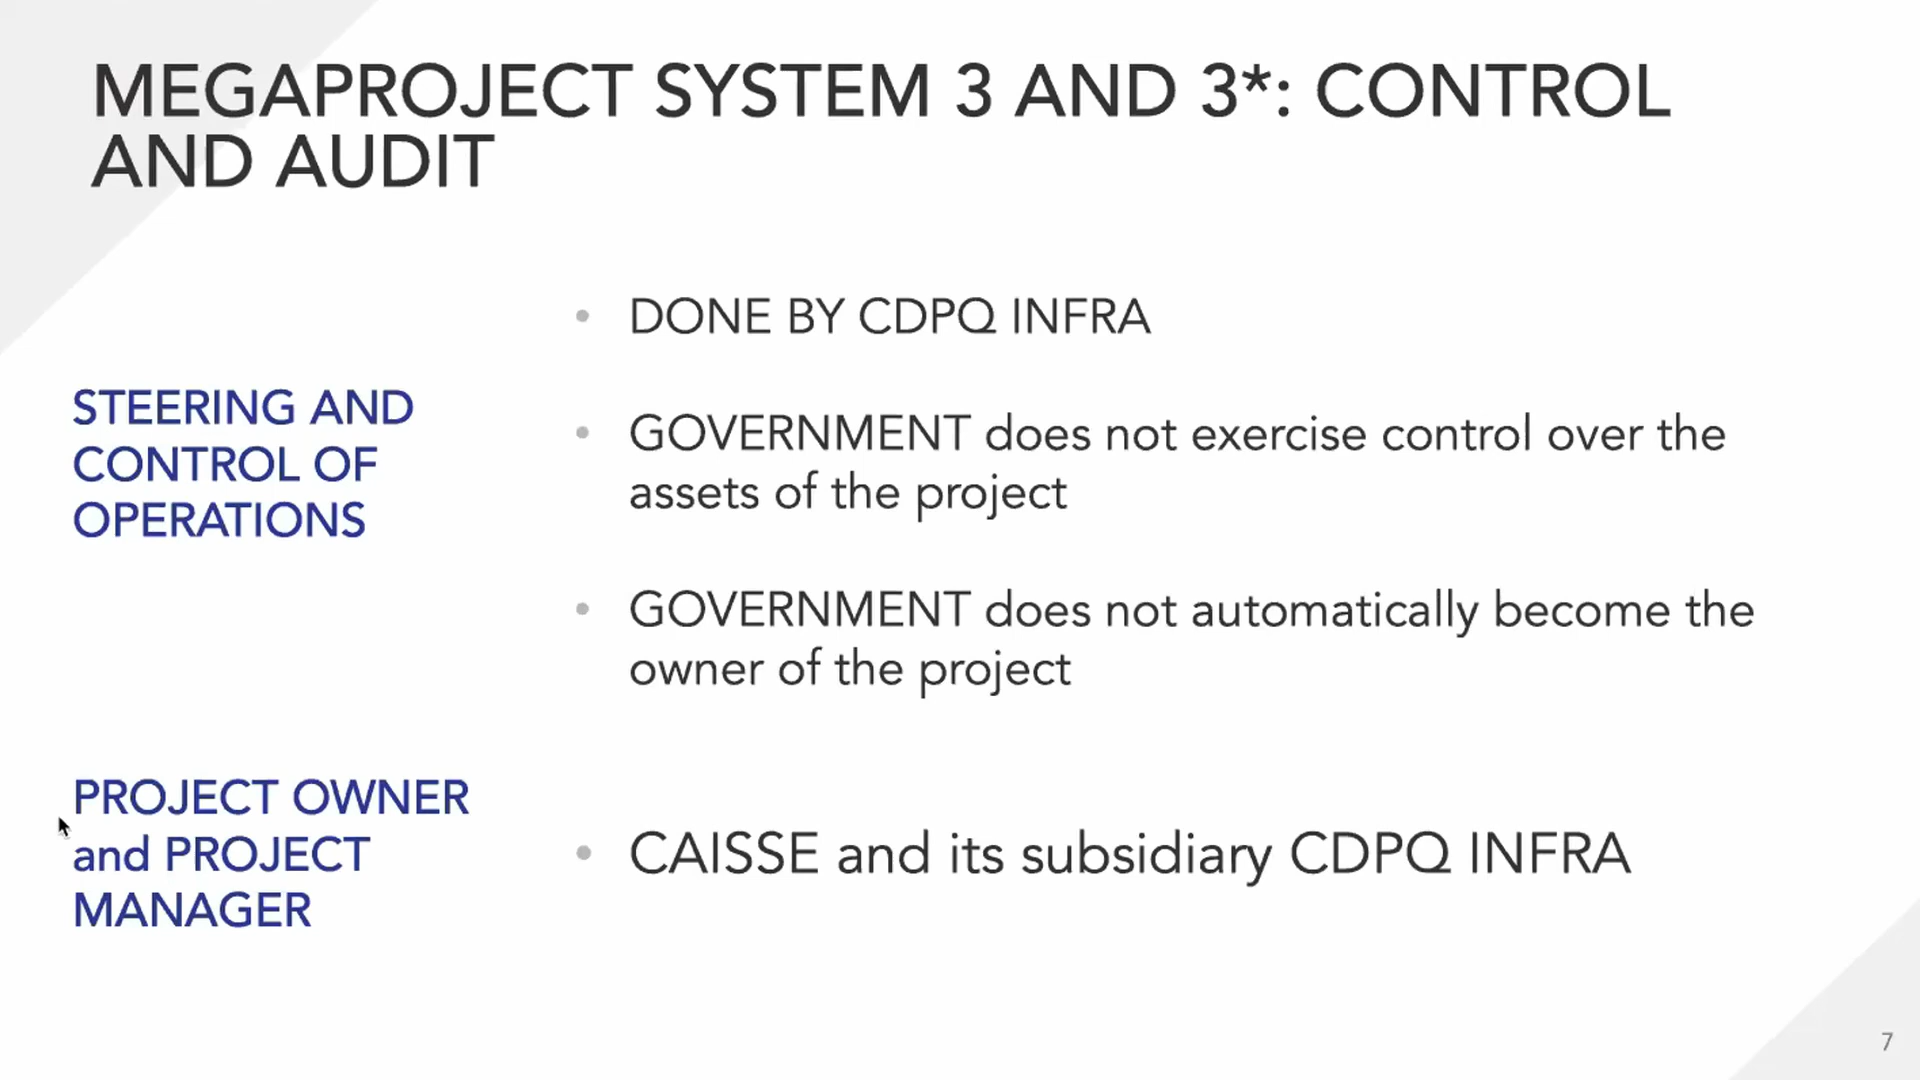 MEGAPROJECT SYSTEM 3 AND 3*: CONTROL
AND AUDIT
STEERING AND
CONTROL OF
OPERATIONS
• DONE BY CDPQ INFRA
• GOVERNMENT does not exercise control over the
assets of the project
• GOVERNMENT does not automatically become the
owner of the project
PROJECT OWNER
and PROJECT
MANAGER
• CAISSE and its subsidiary CDPQ INFRA
7